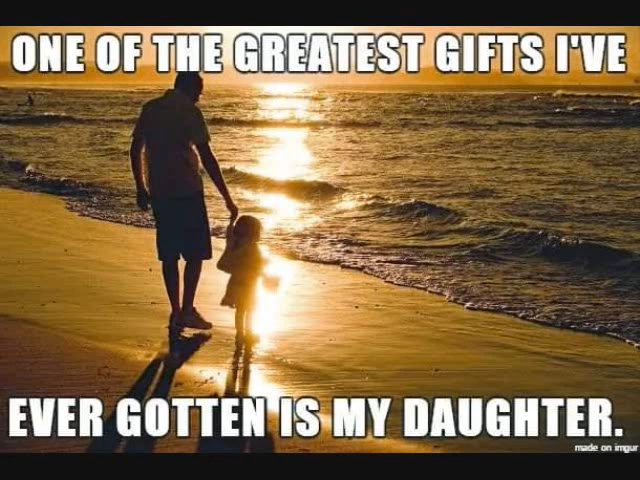 ONE OF THE GREATEST GIFTS I'VE
EVER GOTTEN IS MY DAUGHTER.
made on imgur